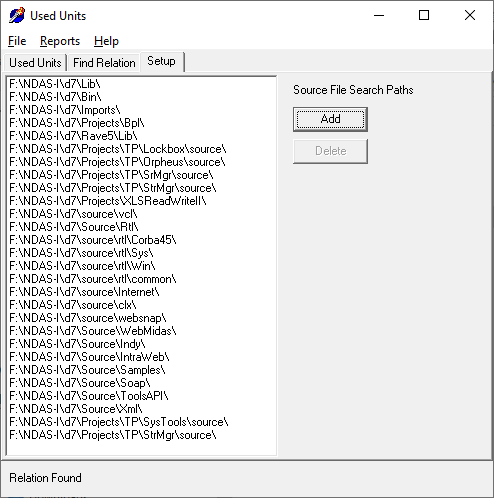 Used Units
File Reports Help
Used Units Find Relation Setup
F:\NDAS-I\d7\Lib\
F:\NDAS-I\d7\Bin\
F:\NDAS-I\d7\Imports\
F:\NDAS-I\d7\Projects\Bpl\
F:\NDAS-I\d7\Rave5\Lib\
F:\NDAS-I\d7\Projects\TP\Lockbox\source\
F:\NDAS-I\d7\Projects\TP\Orpheus\source\
F:\NDAS-I\d7\Projects\TP\SrMgr\source\
F:\NDAS-I\d7\Projects\TP\StrMgr\source\
F:\NDAS-I\d7\Projects\XLSReadWriteII\
F:\NDAS-I\d7\source\vcl\
F:\NDAS-I\d7\Source\Rtl\
F:\NDAS-I\d7\source\rtl\Corba45\
F:\NDAS-I\d7\source\rtl\Sys\
F:\NDAS-I\d7\source\rtl\Win\
F:\NDAS-I\d7\source\rtl\common\
F:\NDAS-I\d7\source\Internet\
F:\NDAS-I\d7\source\clx\
F:\NDAS-I\d7\source\websnap\
F:\NDAS-I\d7\Source\WebMidas\
F:\NDAS-I\d7\Source\Indy\
F:\NDAS-I\d7\Source\IntraWeb\
F:\NDAS-I\d7\Source\Samples\
F:\NDAS-I\d7\Source\Soap\
F:\NDAS-I\d7\Source\ToolsAPI\
F:\NDAS-I\d7\Source\Xml\
F:\NDAS-I\d7\Projects\TP\SysTools\source\
F:\NDAS-I\d7\Projects\TP\StrMgr\source\
Source File Search Paths
Add
Delete
Relation Found